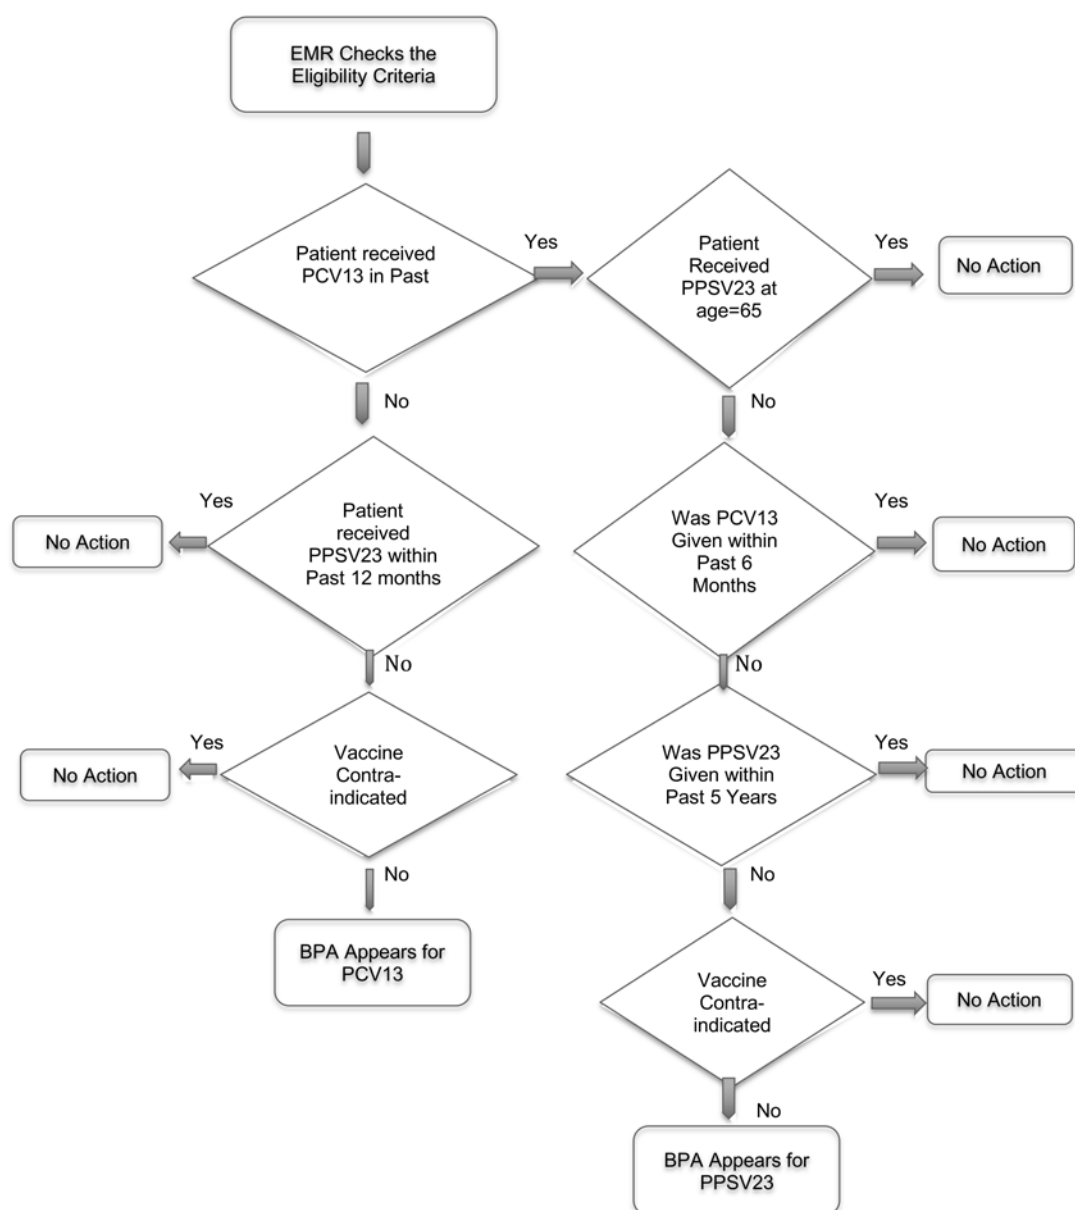 EMR Checks the
Eligibility Criteria
Patient received
PCV13 in Past
Yes
Patient
Received
PPSV23 at
age=65
Yes
No Action
No
No
Yes
No Action
Patient
received
PPSV23 within
Past 12 months
Was PCV13
Given within
Past 6
Months
Yes
No Action
No
No
Yes
No Action
Vaccine
Contra-
indicated
Was PPSV23
Given within
Past 5 Years
Yes
No Action
No
No
BPA Appears for
PCV13
Vaccine
Contra-
indicated
Yes
No Action
No
BPA Appears for
PPSV23